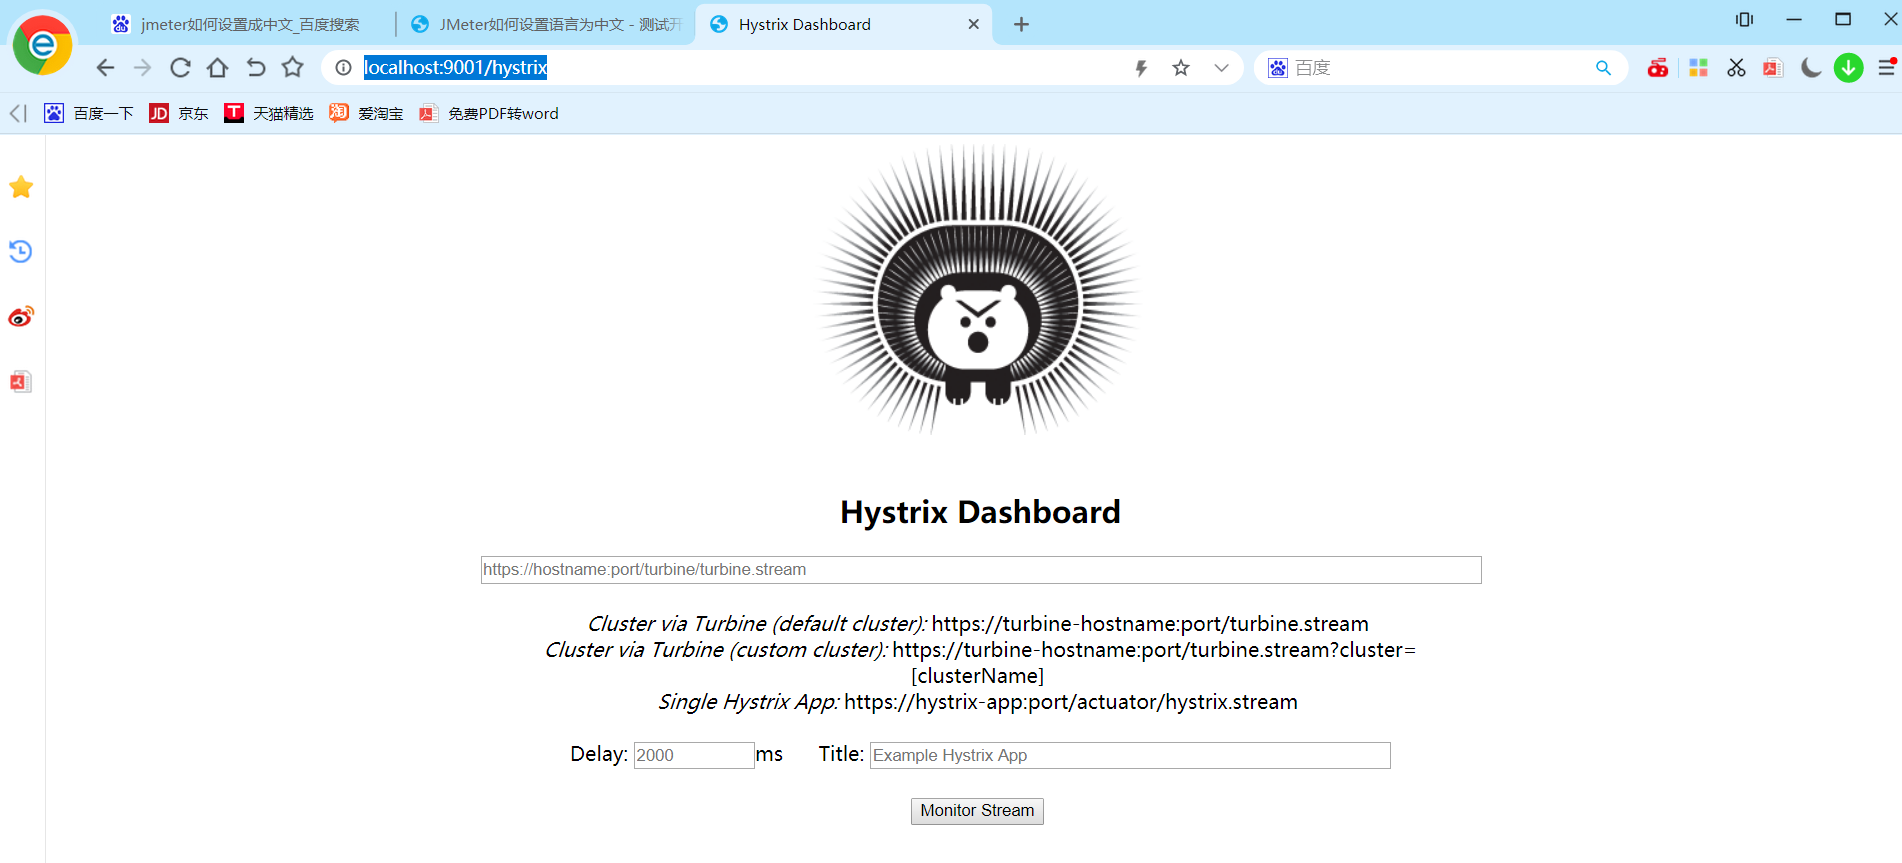 jmeter如何设置成中文_百度搜索
JMeter如何设置语言为中文 - 测试开
Hystrix Dashboard
localhost:9001/hystrix
百度
百度一下
JD 京东
T 天猫精选
淘 爱淘宝
免费PDF转word
Hystrix Dashboard
https://hostname:port/turbine/turbine.stream
Cluster via Turbine (default cluster): https://turbine-hostname:port/turbine.stream
Cluster via Turbine (custom cluster): https://turbine-hostname:port/turbine.stream?cluster=
[clusterName]
Single Hystrix App: https://hystrix-app:port/actuator/hystrix.stream
Delay: 2000 ms Title: Example Hystrix App
Monitor Stream